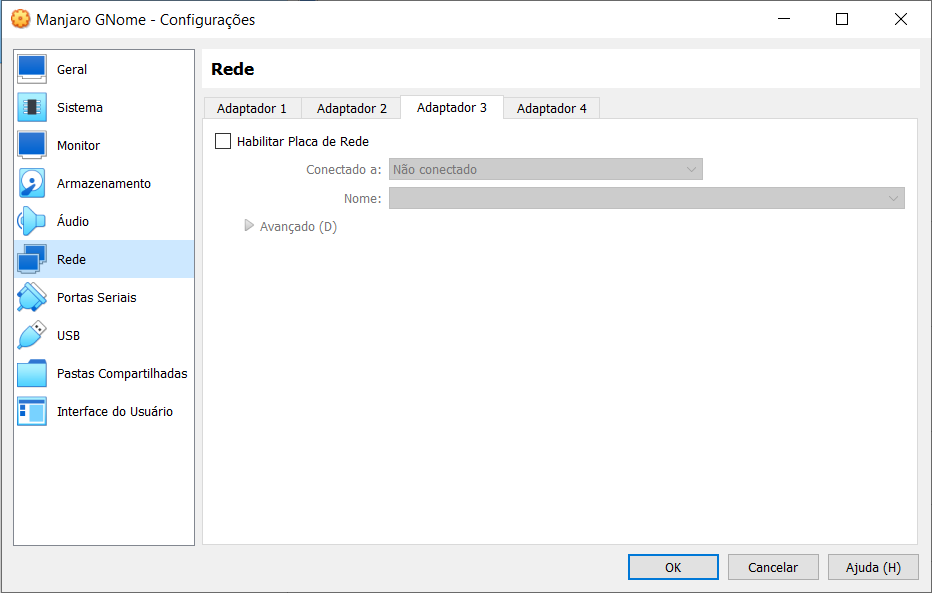 Manjaro GNome - Configurações
Geral
Sistema
Monitor
Armazenamento
Áudio
Rede
Portas Seriais
USB
Pastas Compartilhadas
Interface do Usuário
Rede
Adaptador 1
Adaptador 2
Adaptador 3
Adaptador 4
Habilitar Placa de Rede
Conectado a:
Não conectado
Nome:
Avançado (D)
OK
Cancelar
Ajuda (H)